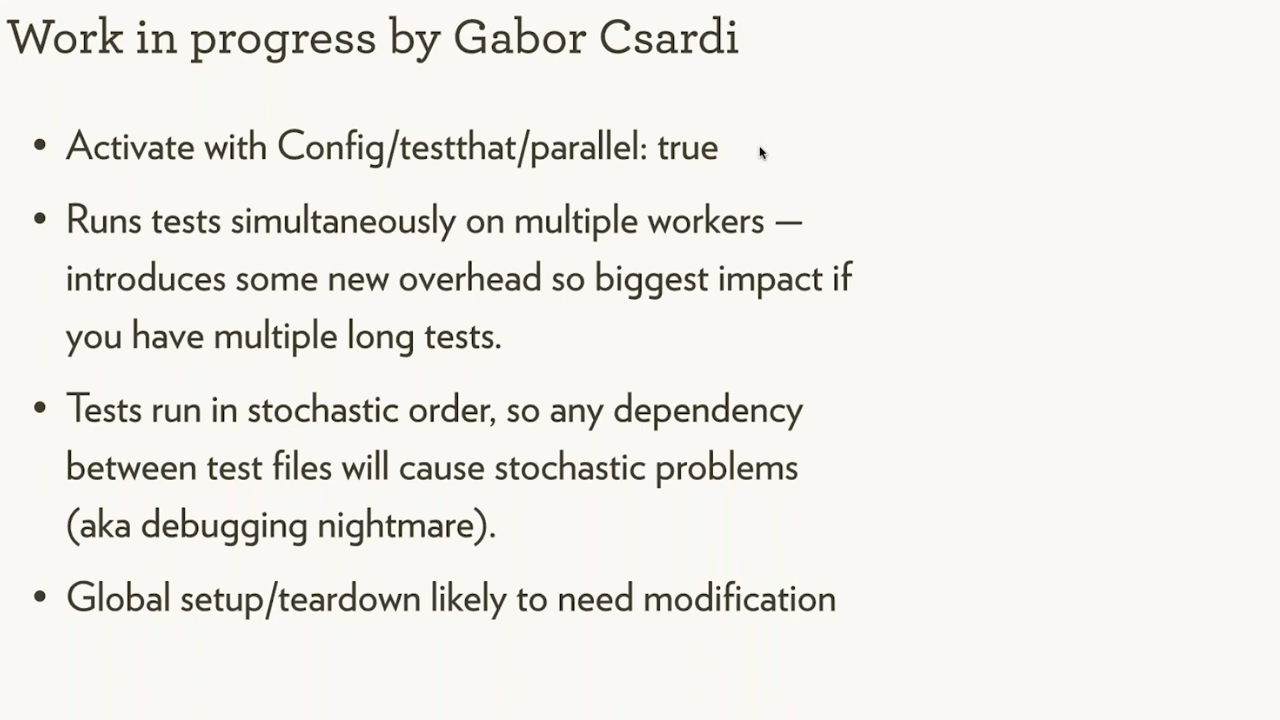 Work in progress by Gabor Csardi
• Activate with Config/testthat/parallel: true
• Runs tests simultaneously on multiple workers —
introduces some new overhead so biggest impact if
you have multiple long tests.
• Tests run in stochastic order, so any dependency
between test files will cause stochastic problems
(aka debugging nightmare).
• Global setup/teardown likely to need modification